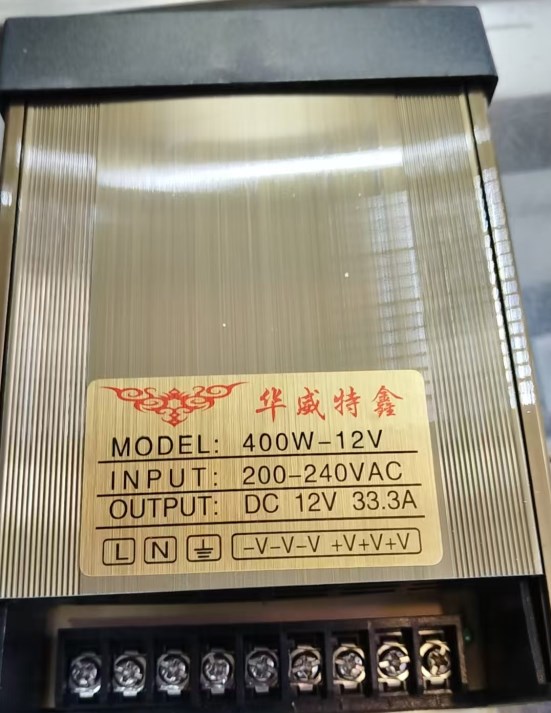 华威特鑫
MODEL: 400W-12V
INPUT: 200-240VAC
OUTPUT: DC 12V 33.3A
L N -V-V-V +V+V+V